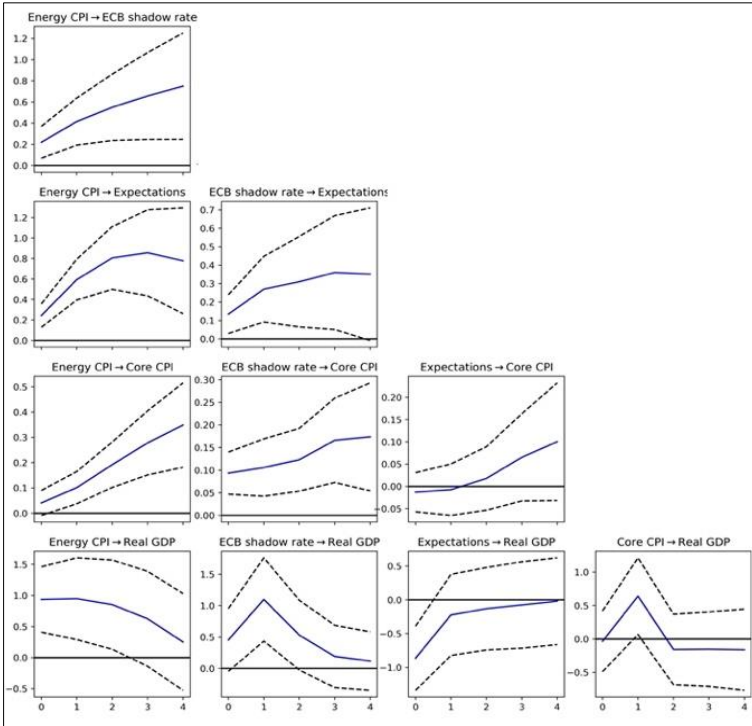 Energy CPI → ECB shadow rate
1.2
1.0
0.8
0.6
0.4
0.2
0.0
Energy CPI → Expectations ECB shadow rate → Expectations
1.2 0.7
1.0 0.6
0.8 0.5
0.6 0.4
0.4 0.3
0.2 0.2
0.0 0.1
0.0
Energy CPI → Core CPI ECB shadow rate → Core CPI Expectations → Core CPI
0.5 0.30 0.20
0.4 0.25 0.15
0.3 0.20 0.10
0.2 0.15 0.05
0.1 0.10 0.00
0.0 0.05 −0.05
0.00
Energy CPI → Real GDP ECB shadow rate → Real GDP Expectations → Real GDP Core CPI → Real GDP
1.5 1.5 0.5 1.0
1.0 1.0 0.0 0.5
0.5 0.5 −0.5 0.0
0.0 0.0 −1.0 −0.5
−0.5
0 1 2 3 4 0 1 2 3 4 0 1 2 3 4 0 1 2 3 4